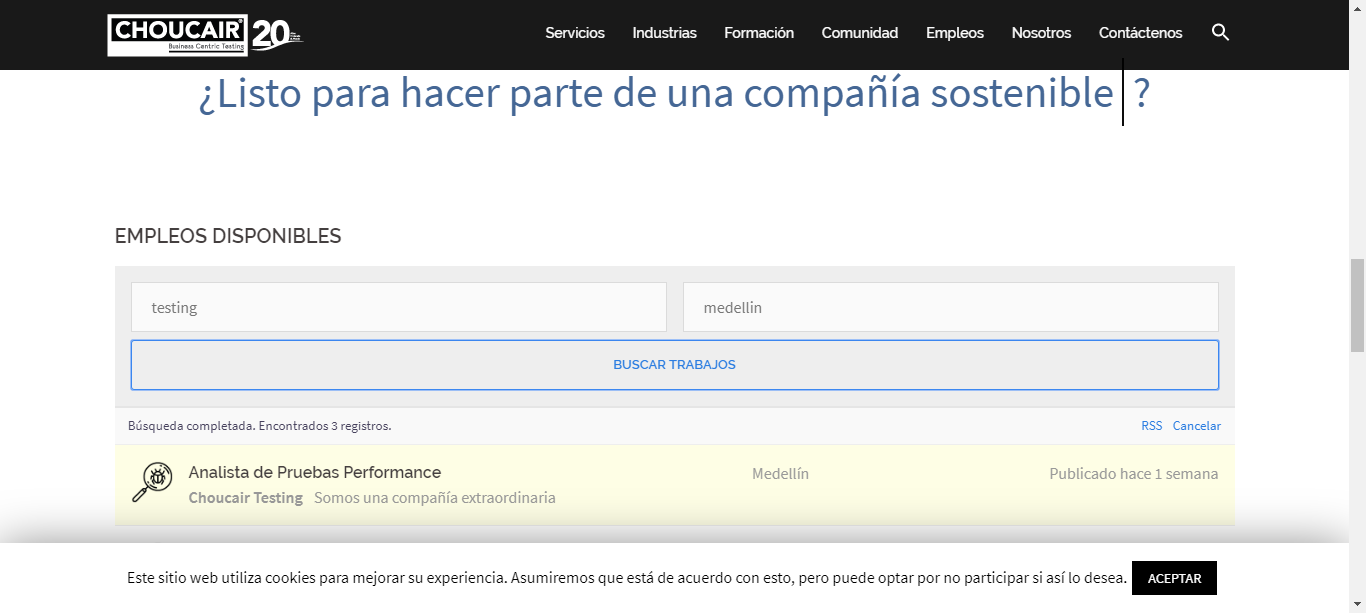 CHOUCAIR
Business Centric Testing
20
Servicios Industrias Formación Comunidad Empleos Nosotros Contáctenos
¿Listo para hacer parte de una compañía sostenible ?
EMPLEOS DISPONIBLES
testing medellin
BUSCAR TRABAJOS
Búsqueda completada. Encontrados 3 registros. RSS Cancelar
Analista de Pruebas Performance Medellín Publicado hace 1 semana
Choucair Testing Somos una compañía extraordinaria
Este sitio web utiliza cookies para mejorar su experiencia. Asumiremos que está de acuerdo con esto, pero puede optar por no participar si así lo desea. ACEPTAR